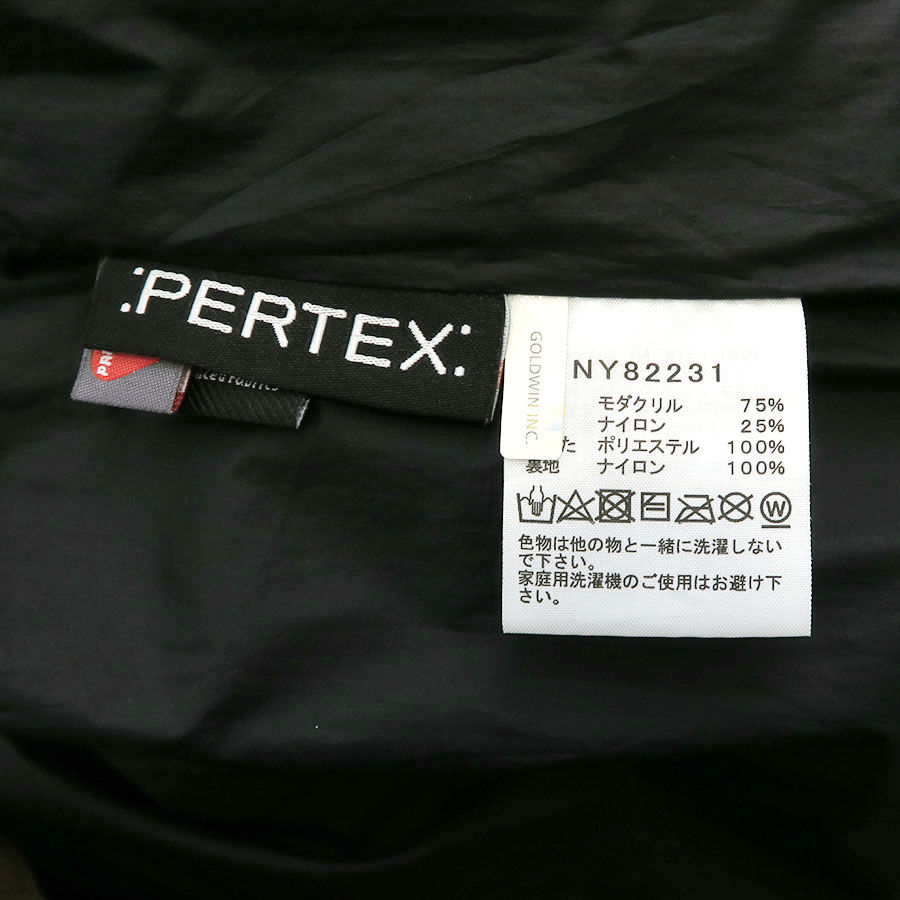 :PERTEX:
GOLDWIN INC.
NY82231
モダクリル 75%
ナイロン 25%
た ポリエステル 100%
裏地 ナイロン 100%
W
色物は他の物と一緒に洗濯しない
で下さい。
家庭用洗濯機のご使用はお避け下
さい。